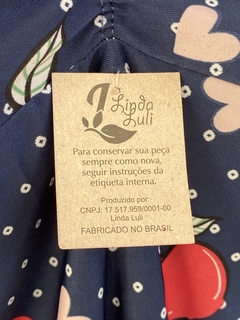 Linda
Luli
Para conservar sua peça
sempre como nova,
seguir instruções da
etiqueta interna.
Produzido por:
CNPJ: 17.517.959/0001-00
Linda Luli
FABRICADO NO BRASIL